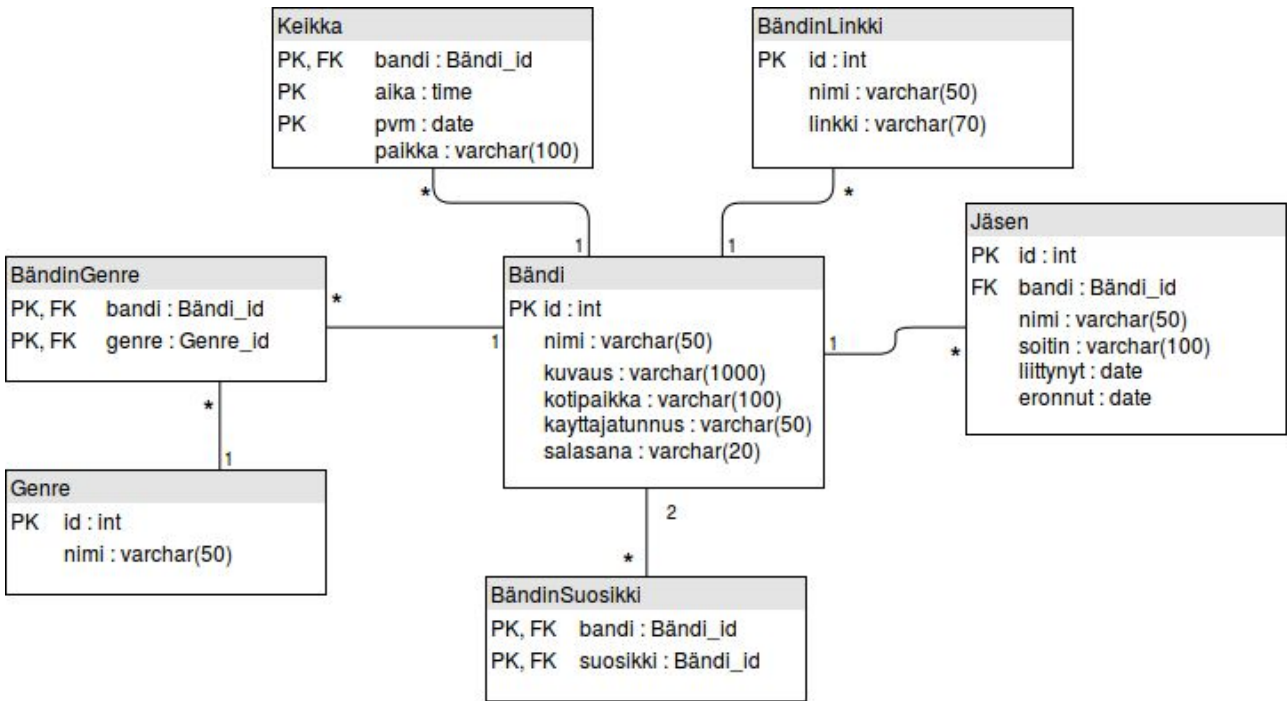 Keikka
PK, FK bandi : Bändi_id
PK aika : time
PK pvm : date
paikka : varchar(100)
*
1
BändinLinkki
PK id : int
nimi : varchar(50)
linkki : varchar(70)
*
1
Jäsen
PK id : int
FK bandi : Bändi_id
nimi : varchar(50)
soitin : varchar(100)
liittynyt : date
eronnut : date
BändinGenre
PK, FK bandi : Bändi_id
PK, FK genre : Genre_id
*
1
Bändi
PK id : int
nimi : varchar(50)
kuvaus : varchar(1000)
kotipaikka : varchar(100)
kayttajatunnus : varchar(50)
salasana : varchar(20)
1
*
*
1
Genre
PK id : int
nimi : varchar(50)
2
*
BändinSuosikki
PK, FK bandi : Bändi_id
PK, FK suosikki : Bändi_id